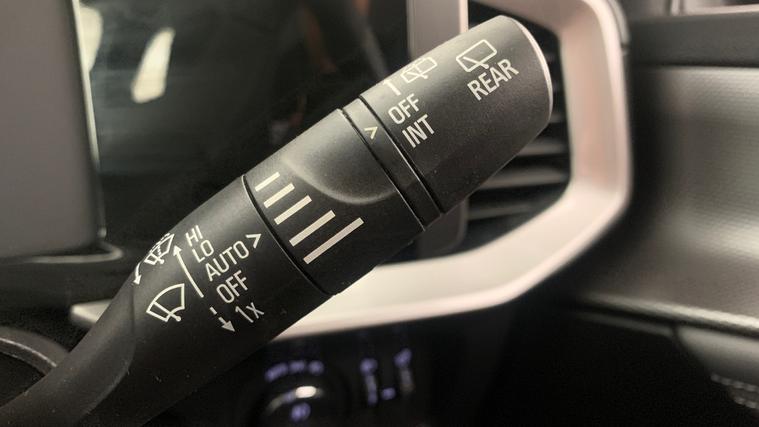 HI
LO
AUTO >
OFF
1x
>
1
OFF
INT
REAR